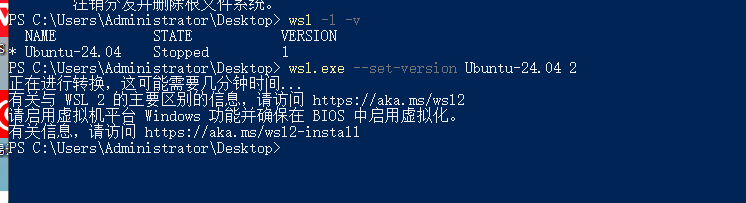 注销分发并删除根文件系统。
PS C:\Users\Administrator\Desktop> wsl -l -v
NAME STATE VERSION
* Ubuntu-24.04 Stopped 1
PS C:\Users\Administrator\Desktop> wsl.exe --set-version Ubuntu-24.04 2
正在进行转换，这可能需要几分钟时间...
有关与 WSL 2 的主要区别的信息，请访问 https://aka.ms/wsl2
请启用虚拟机平台 Windows 功能并确保在 BIOS 中启用虚拟化。
有关信息，请访问 https://aka.ms/wsl2-install
PS C:\Users\Administrator\Desktop>